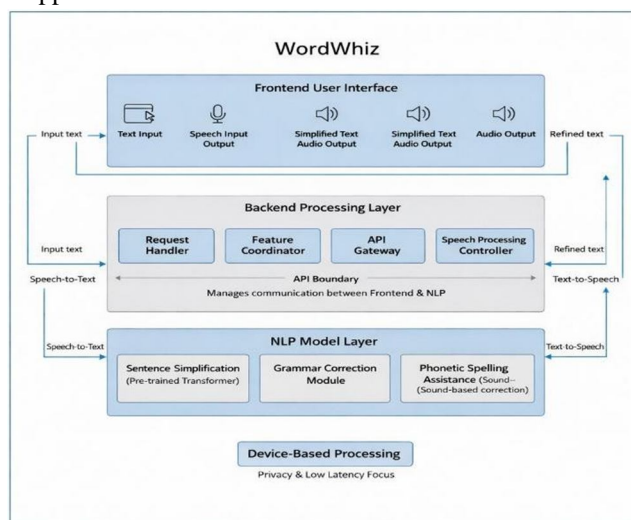 WordWhiz
Frontend User Interface
Text Input
Speech Input
Output
Simplified Text
Audio Output
Simplified Text
Audio Output
Audio Output
Input text
Refined text
Backend Processing Layer
Request
Handler
Feature
Coordinator
API
Gateway
Speech Processing
Controller
Input text
Refined text
API Boundary
Speech-to-Text
Text-to-Speech
Manages communication between Frontend & NLP
NLP Model Layer
Speech-to-Text
Text-to-Speech
Sentence Simplification
(Pre-trained Transformer)
Grammar Correction
Module
Phonetic Spelling
Assistance (Sound--
(Sound-based correction)
Device-Based Processing
Privacy & Low Latency Focus